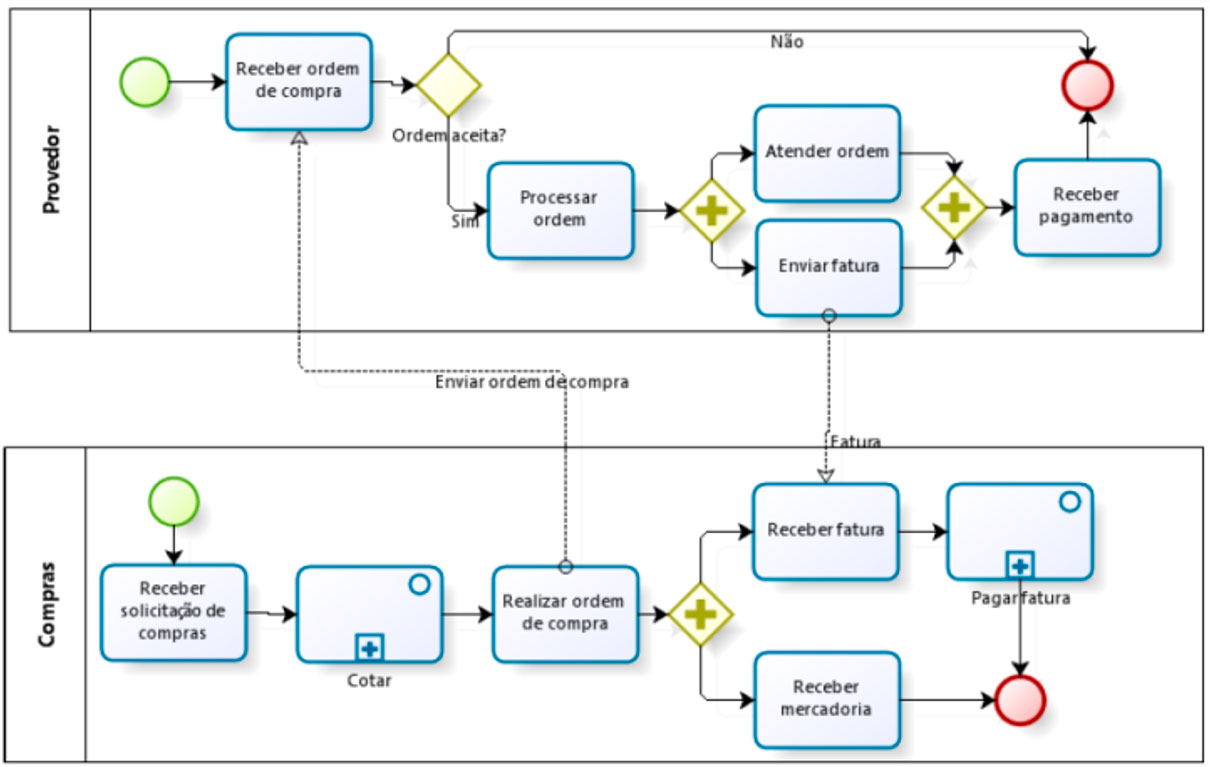 Provedor
Receber ordem
de compra
Não
Ordem aceita?
Sim
Processar
ordem
Atender ordem
Enviar fatura
Receber
pagamento
Enviar ordem de compra
Fatura
Compras
Receber
solicitação de
compras
Cotar
Realizar ordem
de compra
Receber fatura
Pagar fatura
Receber
mercadoria